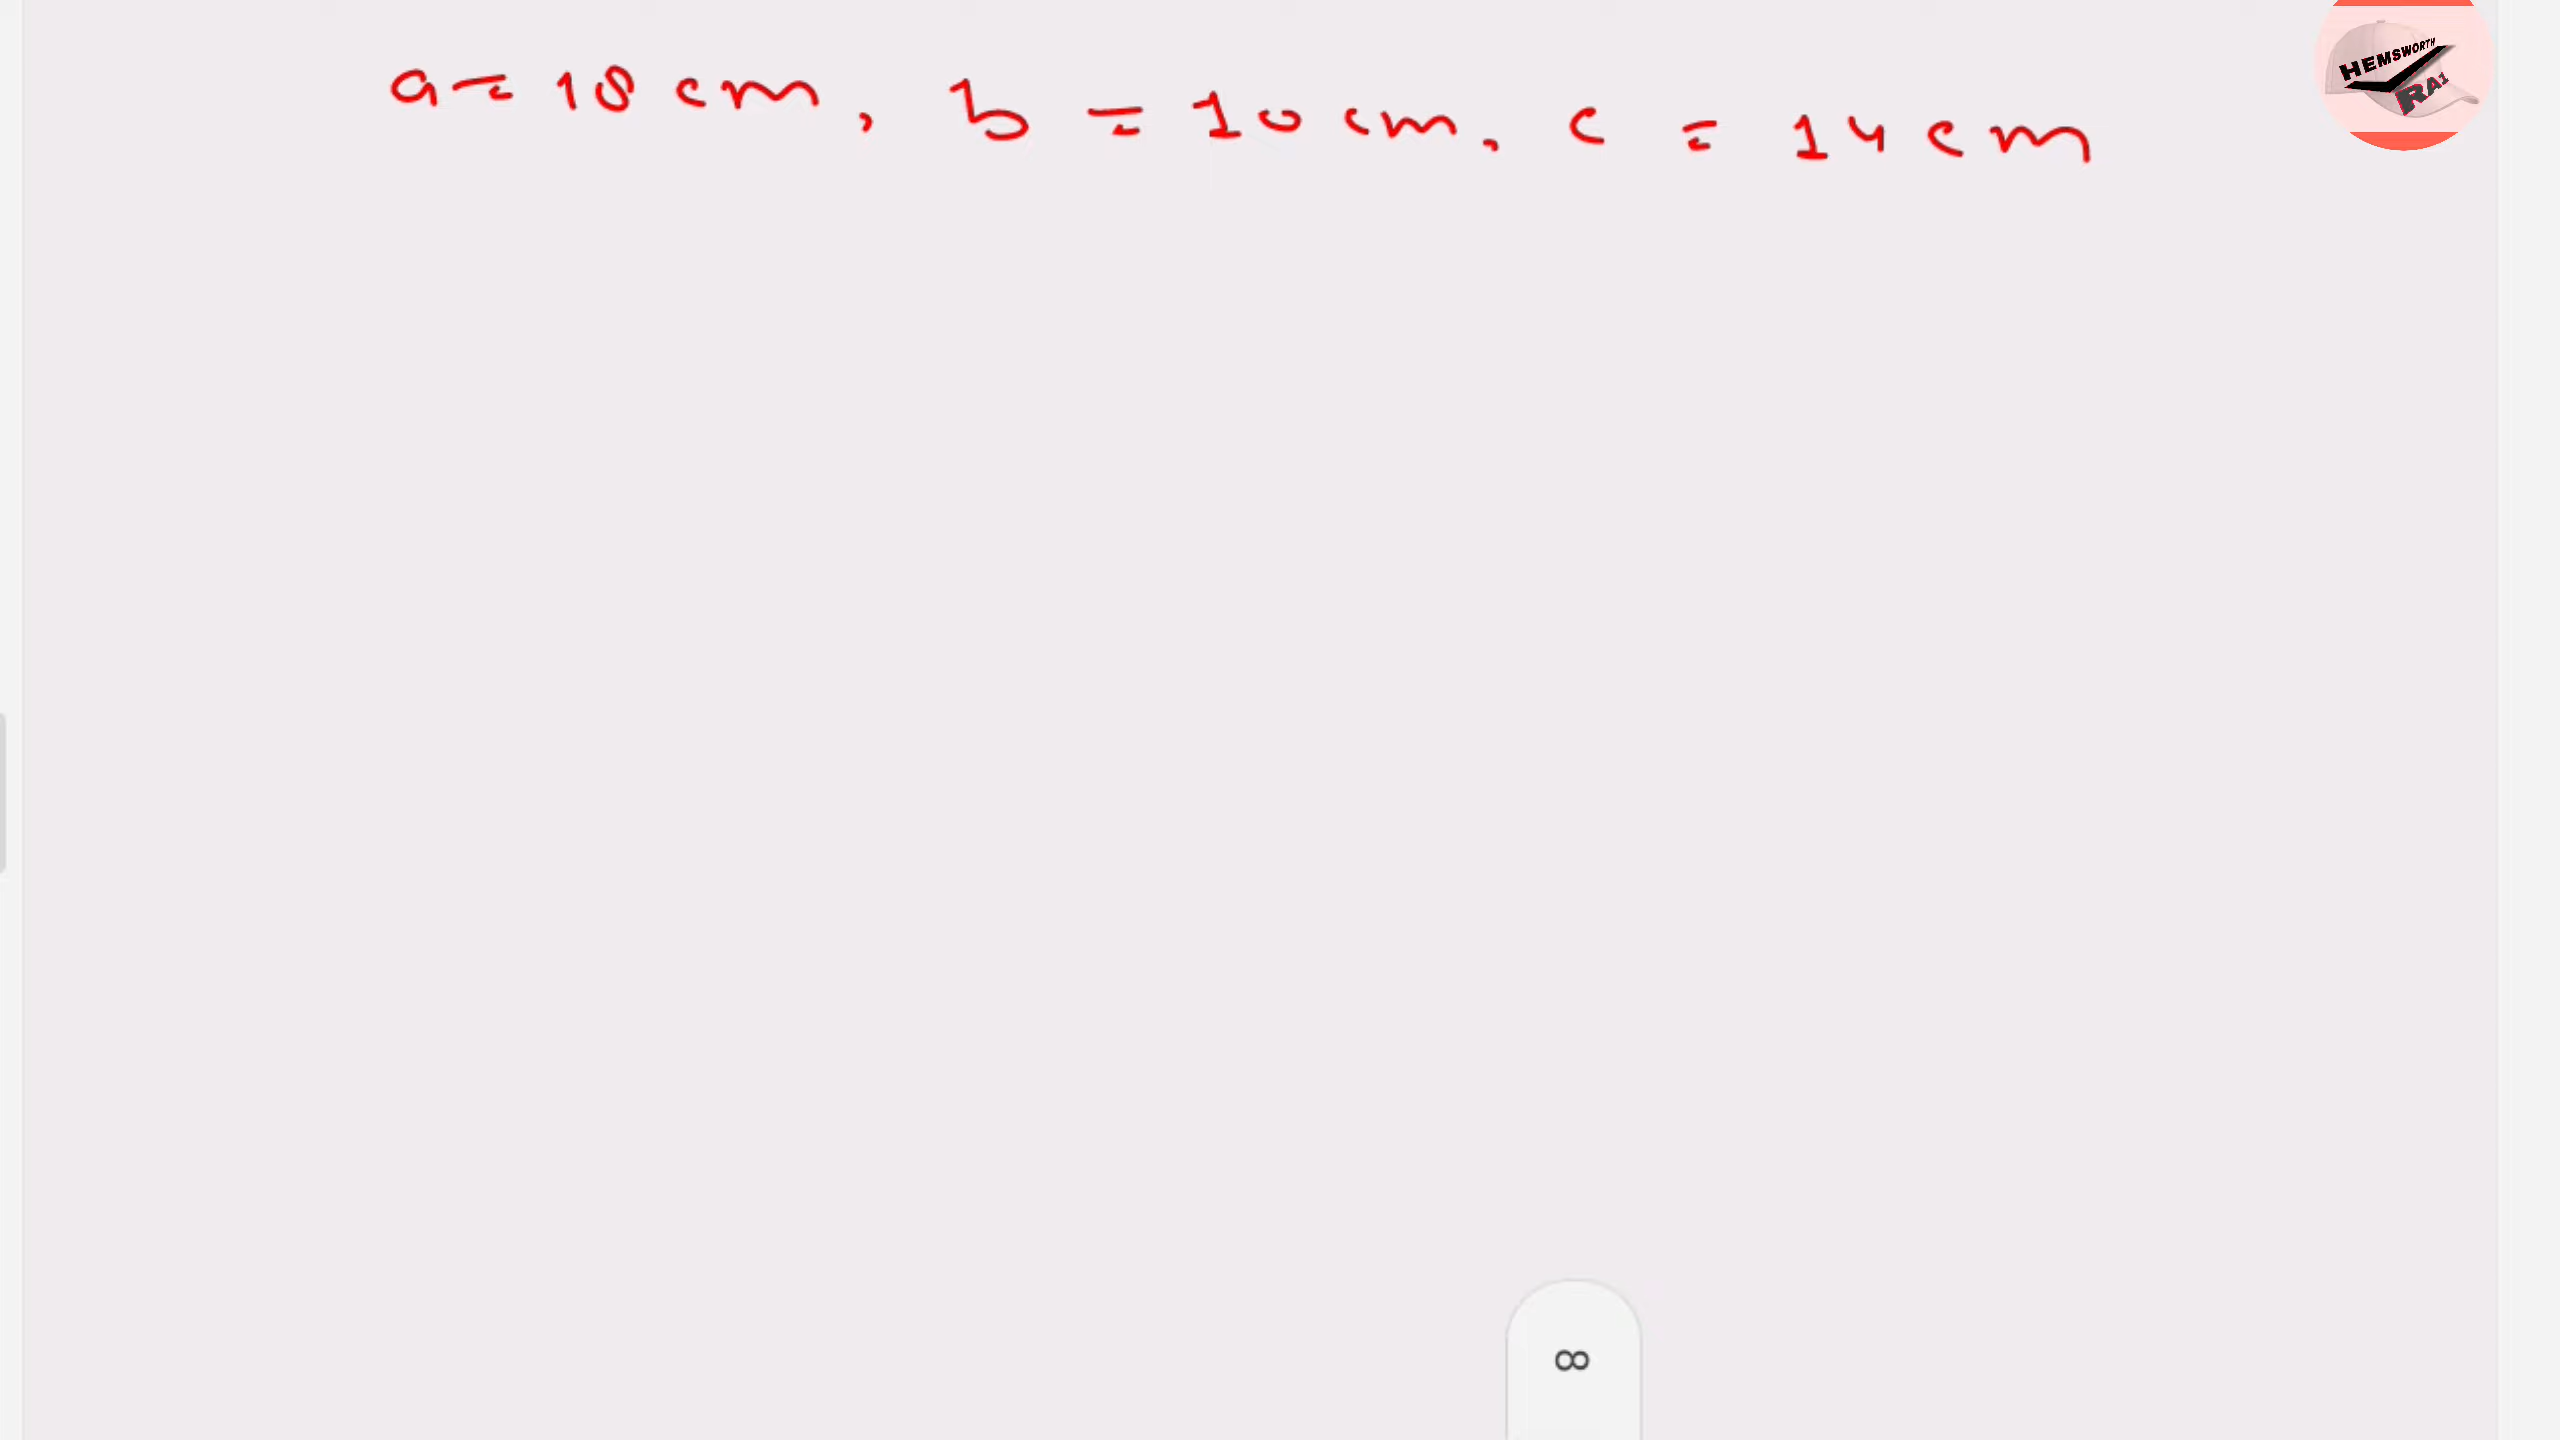 a = 18 cm, b = 10 cm, c = 14 cm
HEMSWORTH
RA1
∞